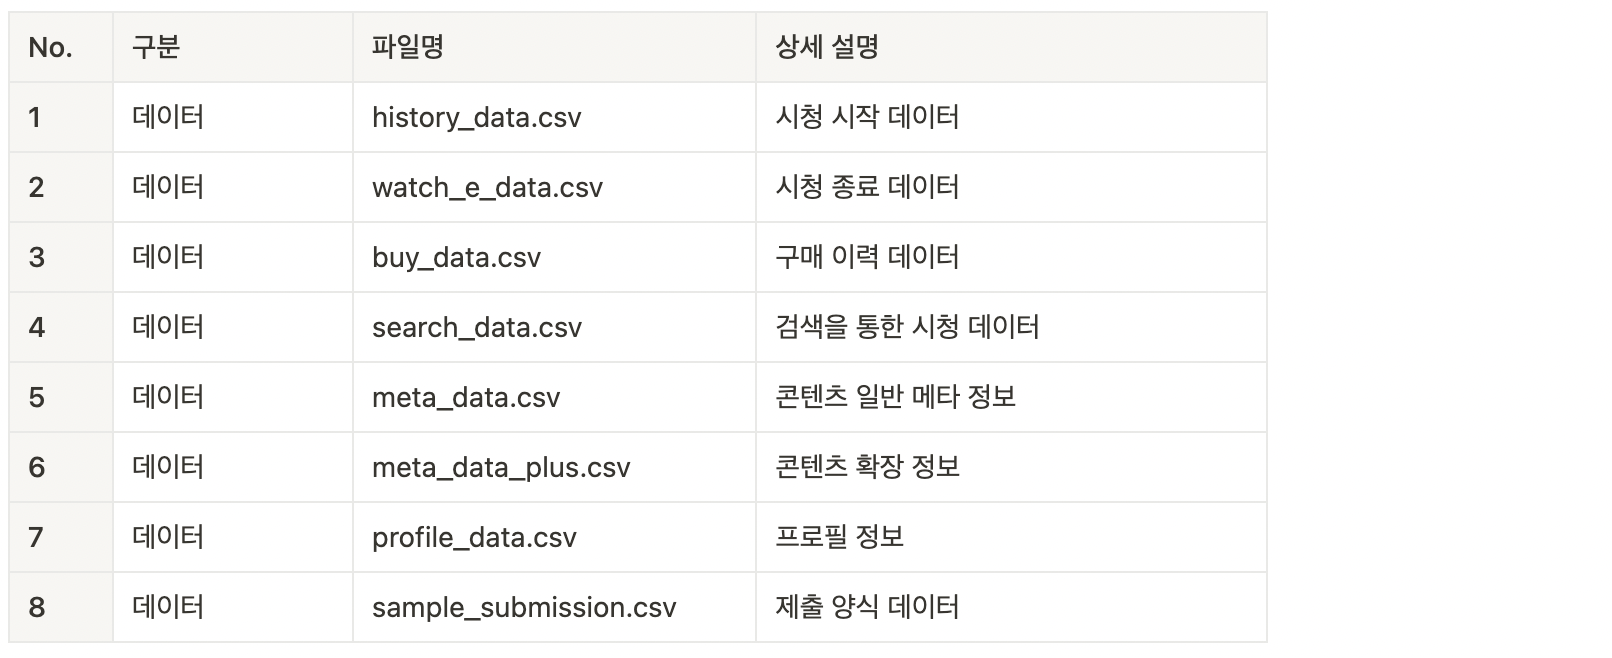 No. 구분 파일명 상세 설명
1 데이터 history_data.csv 시청 시작 데이터
2 데이터 watch_e_data.csv 시청 종료 데이터
3 데이터 buy_data.csv 구매 이력 데이터
4 데이터 search_data.csv 검색을 통한 시청 데이터
5 데이터 meta_data.csv 콘텐츠 일반 메타 정보
6 데이터 meta_data_plus.csv 콘텐츠 확장 정보
7 데이터 profile_data.csv 프로필 정보
8 데이터 sample_submission.csv 제출 양식 데이터